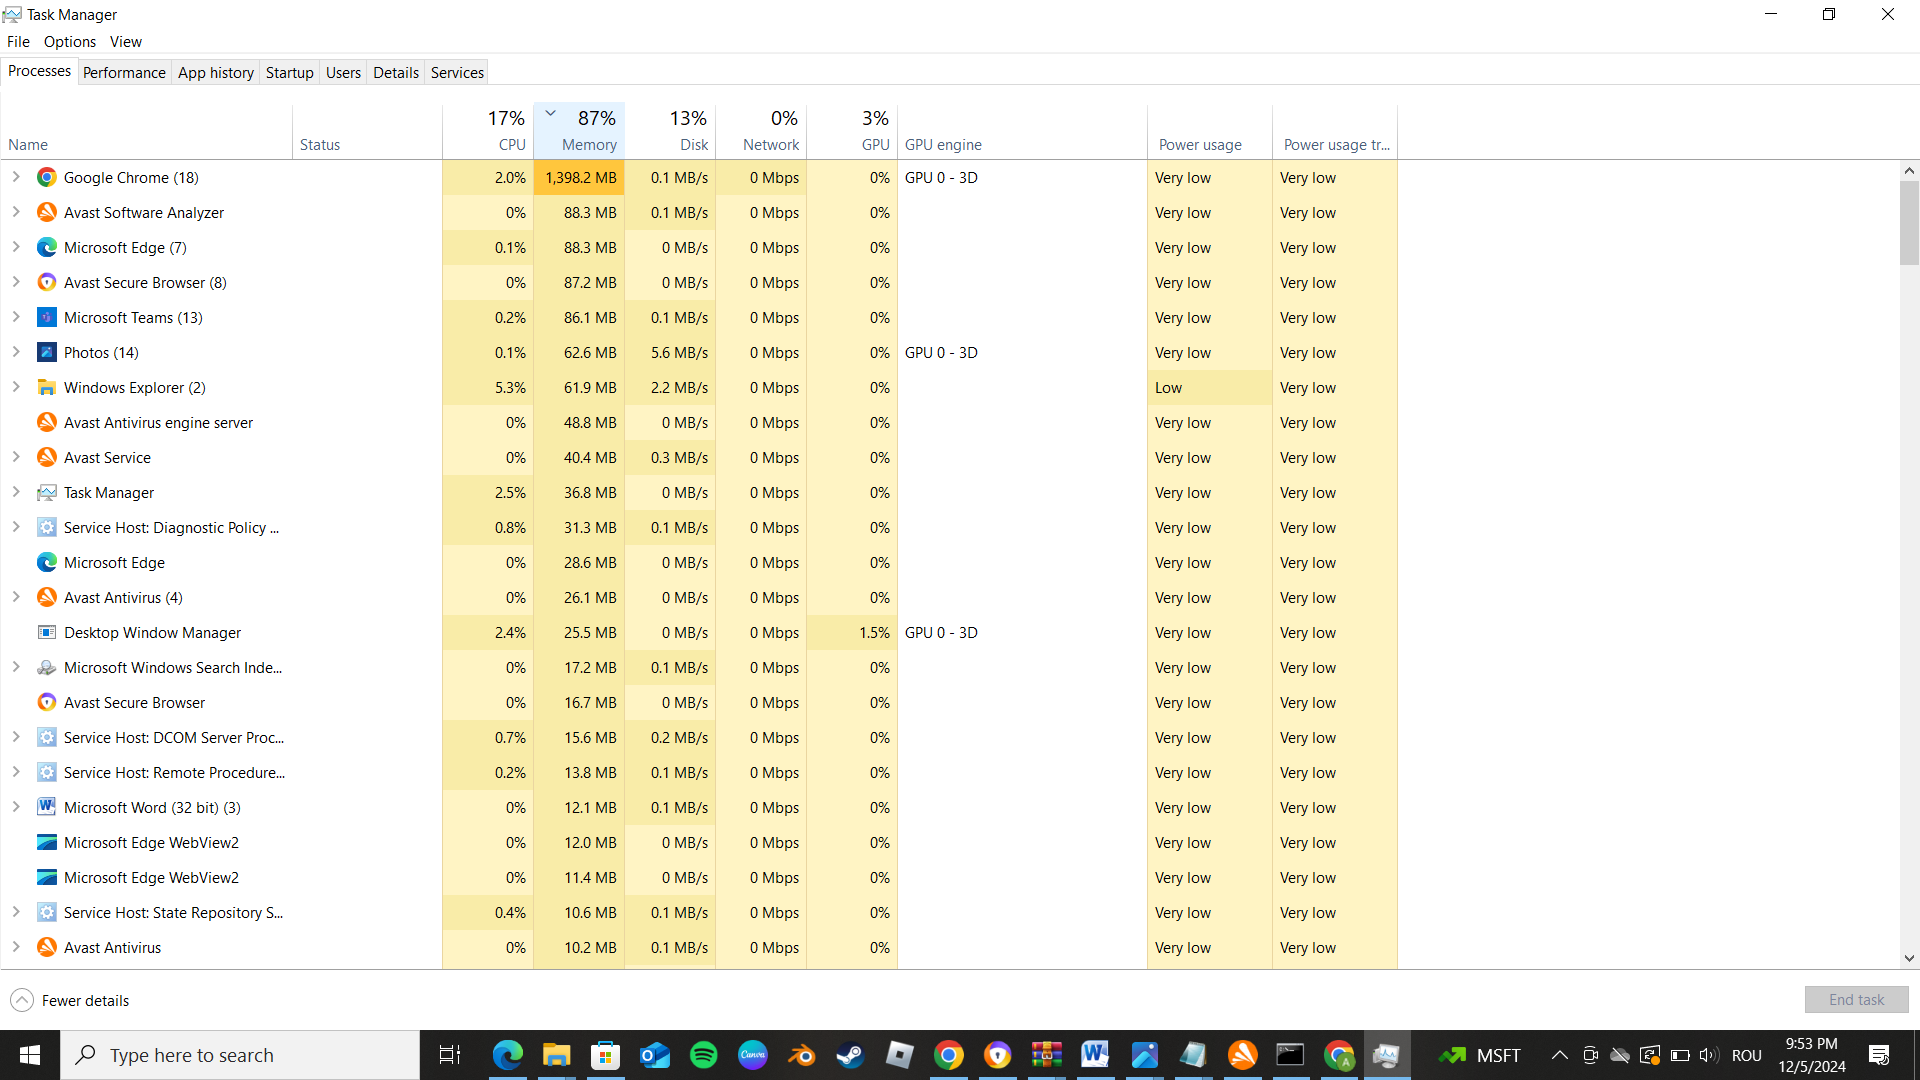 Task Manager
File Options View
Processes Performance App history Startup Users Details Services
17% 87% 13% 0% 3%
Name Status CPU Memory Disk Network GPU GPU engine Power usage Power usage tr...
Google Chrome (18) 2.0% 1,398.2 MB 0.1 MB/s 0 Mbps 0% GPU 0 - 3D Very low Very low
Avast Software Analyzer 0% 88.3 MB 0.1 MB/s 0 Mbps 0% Very low Very low
Microsoft Edge (7) 0.1% 88.3 MB 0 MB/s 0 Mbps 0% Very low Very low
Avast Secure Browser (8) 0% 87.2 MB 0 MB/s 0 Mbps 0% Very low Very low
Microsoft Teams (13) 0.2% 86.1 MB 0.1 MB/s 0 Mbps 0% Very low Very low
Photos (14) 0.1% 62.6 MB 5.6 MB/s 0 Mbps 0% GPU 0 - 3D Very low Very low
Windows Explorer (2) 5.3% 61.9 MB 2.2 MB/s 0 Mbps 0% Low Very low
Avast Antivirus engine server 0% 48.8 MB 0 MB/s 0 Mbps 0% Very low Very low
Avast Service 0% 40.4 MB 0.3 MB/s 0 Mbps 0% Very low Very low
Task Manager 2.5% 36.8 MB 0 MB/s 0 Mbps 0% Very low Very low
Service Host: Diagnostic Policy ... 0.8% 31.3 MB 0.1 MB/s 0 Mbps 0% Very low Very low
Microsoft Edge 0% 28.6 MB 0 MB/s 0 Mbps 0% Very low Very low
Avast Antivirus (4) 0% 26.1 MB 0 MB/s 0 Mbps 0% Very low Very low
Desktop Window Manager 2.4% 25.5 MB 0 MB/s 0 Mbps 1.5% GPU 0 - 3D Very low Very low
Microsoft Windows Search Inde... 0% 17.2 MB 0.1 MB/s 0 Mbps 0% Very low Very low
Avast Secure Browser 0% 16.7 MB 0 MB/s 0 Mbps 0% Very low Very low
Service Host: DCOM Server Proc... 0.7% 15.6 MB 0.2 MB/s 0 Mbps 0% Very low Very low
Service Host: Remote Procedure... 0.2% 13.8 MB 0.1 MB/s 0 Mbps 0% Very low Very low
Microsoft Word (32 bit) (3) 0% 12.1 MB 0.1 MB/s 0 Mbps 0% Very low Very low
Microsoft Edge WebView2 0% 12.0 MB 0 MB/s 0 Mbps 0% Very low Very low
Microsoft Edge WebView2 0% 11.4 MB 0 MB/s 0 Mbps 0% Very low Very low
Service Host: State Repository S... 0.4% 10.6 MB 0.1 MB/s 0 Mbps 0% Very low Very low
Avast Antivirus 0% 10.2 MB 0.1 MB/s 0 Mbps 0% Very low Very low
Fewer details End task
Type here to search Canva MSFT ROU 9:53 PM
12/5/2024